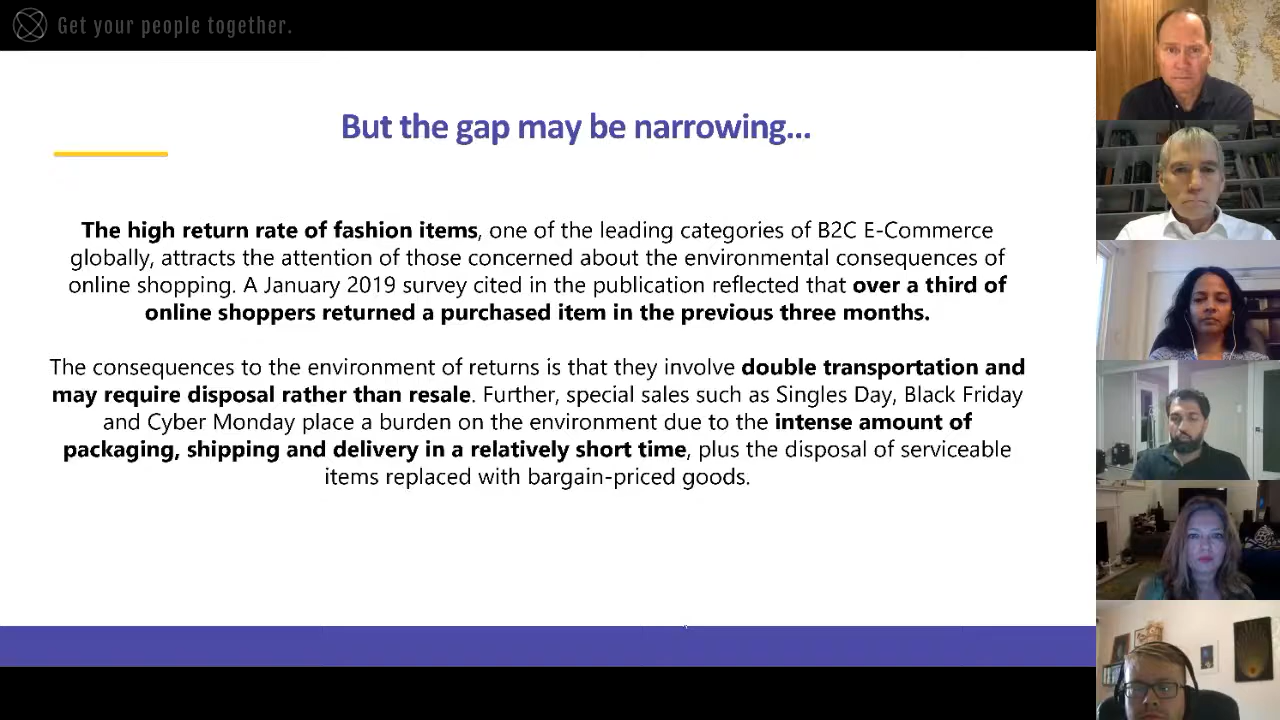 Get your people together.
But the gap may be narrowing...
The high return rate of fashion items, one of the leading categories of B2C E-Commerce
globally, attracts the attention of those concerned about the environmental consequences of
online shopping. A January 2019 survey cited in the publication reflected that over a third of
online shoppers returned a purchased item in the previous three months.
The consequences to the environment of returns is that they involve double transportation and
may require disposal rather than resale. Further, special sales such as Singles Day, Black Friday
and Cyber Monday place a burden on the environment due to the intense amount of
packaging, shipping and delivery in a relatively short time, plus the disposal of serviceable
items replaced with bargain-priced goods.